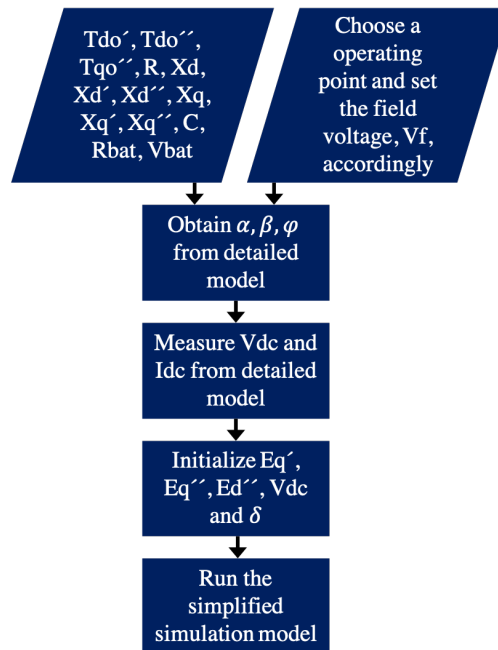 Tdo´, Tdo´´,
Tqo´´, R, Xd,
Xd´, Xd´´, Xq,
Xq´, Xq´´, C,
Rbat, Vbat
Choose a
operating
point and set
the field
voltage, Vf,
accordingly
Obtain α, β, φ
from detailed
model
Measure Vdc and
Idc from detailed
model
Initialize Eq´,
Eq´´, Ed´´, Vdc
and δ
Run the
simplified
simulation model